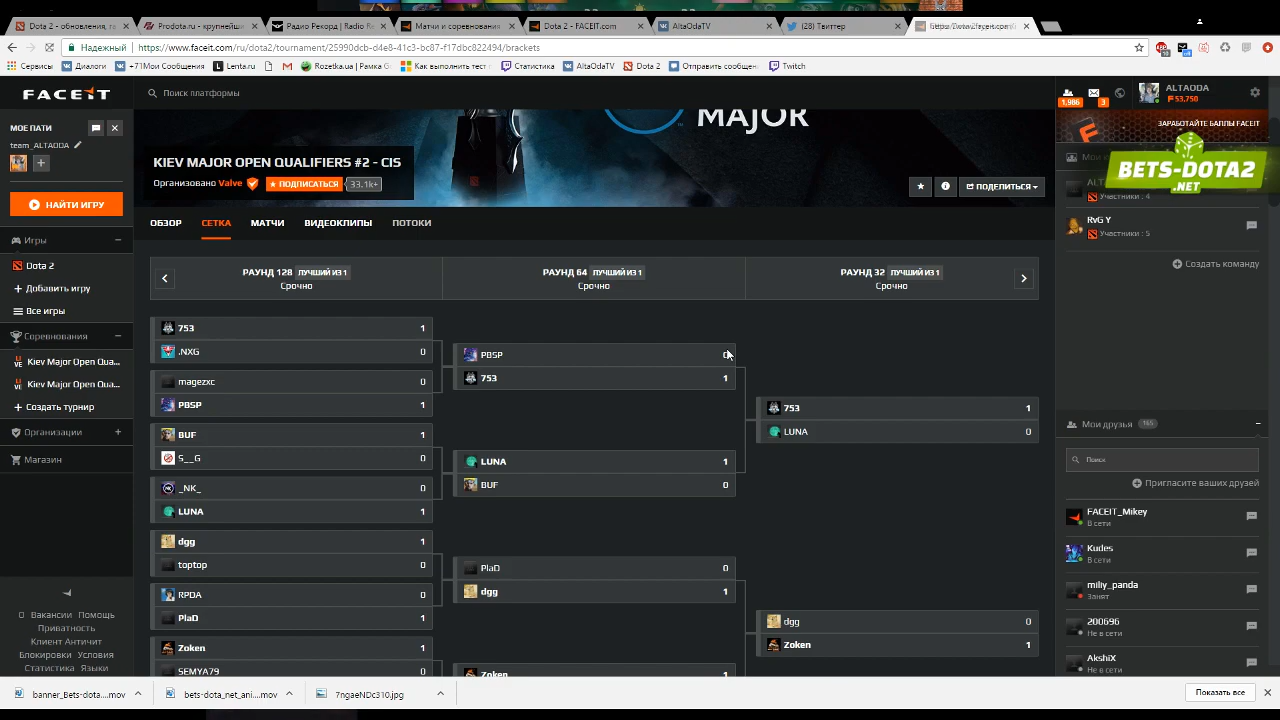 Dota 2 - обновления, та
Prodota.ru - крупнейши
Радио Рекорд | Radio Re
Матчи и соревнования
Dota 2 - FACEIT.com
AltaOdaTV
(28) Твиттер
Надежный
https://www.faceit.com/ru/dota2/tournament/25990dcb-d4e8-41c3-bc87-f17dbc822494/brackets
Сервисы
Диалоги
+71Мои Сообщения
Lenta.ru
Rozetka.ua | Рамка G
Как выполнить тест
Статистика
AltaOdaTV
Dota 2
Отправить сообщен
Twitch
FACEIT
Поиск платформы
1,986
3
ALTAODA
53,750
МОЕ ПАТИ
team_ALTAODA
НАЙТИ ИГРУ
Игры
Dota 2
Добавить игру
Все игры
Соревнования
Kiev Major Open Qua...
Kiev Major Open Qua...
Создать турнир
Организации
Магазин
Вакансии Помощь
Приватность
Клиент Античит
Блокировки Условия
Статистика Языки
MAJOR
KIEV MAJOR OPEN QUALIFIERS #2 - CIS
Организовано Valve
ПОДПИСАТЬСЯ
33.1k+
ПОДЕЛИТЬСЯ
ОБЗОР
СЕТКА
МАТЧИ
ВИДЕОКЛИПЫ
ПОТОКИ
РАУНД 128 ЛУЧШИЙ ИЗ 1
Срочно
РАУНД 64 ЛУЧШИЙ ИЗ 1
Срочно
РАУНД 32 ЛУЧШИЙ ИЗ 1
Срочно
753 1
.NXG 0
magezxc 0
PBSP 1
BUF 1
S__G 0
_NK_ 0
LUNA 1
dgg 1
toptop 0
RPDA 0
PlaD 1
Zoken 1
SEMYA79 0
PBSP 0
753 1
LUNA 1
BUF 0
PlaD 0
dgg 1
Zoken 1
753 1
LUNA 0
dgg 0
Zoken 1
ЗАРАБОТАЙТЕ БАЛЛЫ FACEIT
BETS-DOTA2
.NET
Участники : 4
RvG Y
Участники : 5
Создать команду
Мои друзья 165
Поиск
Пригласите ваших друзей
FACEIT_Mikey
В сети
Kudes
В сети
miliy_panda
Занят
200696
Не в сети
AkshiX
Не в сети
banner_Bets-dota....mov
bets-dota_net_ani....mov
7ngaeNDc310.jpg
Показать все